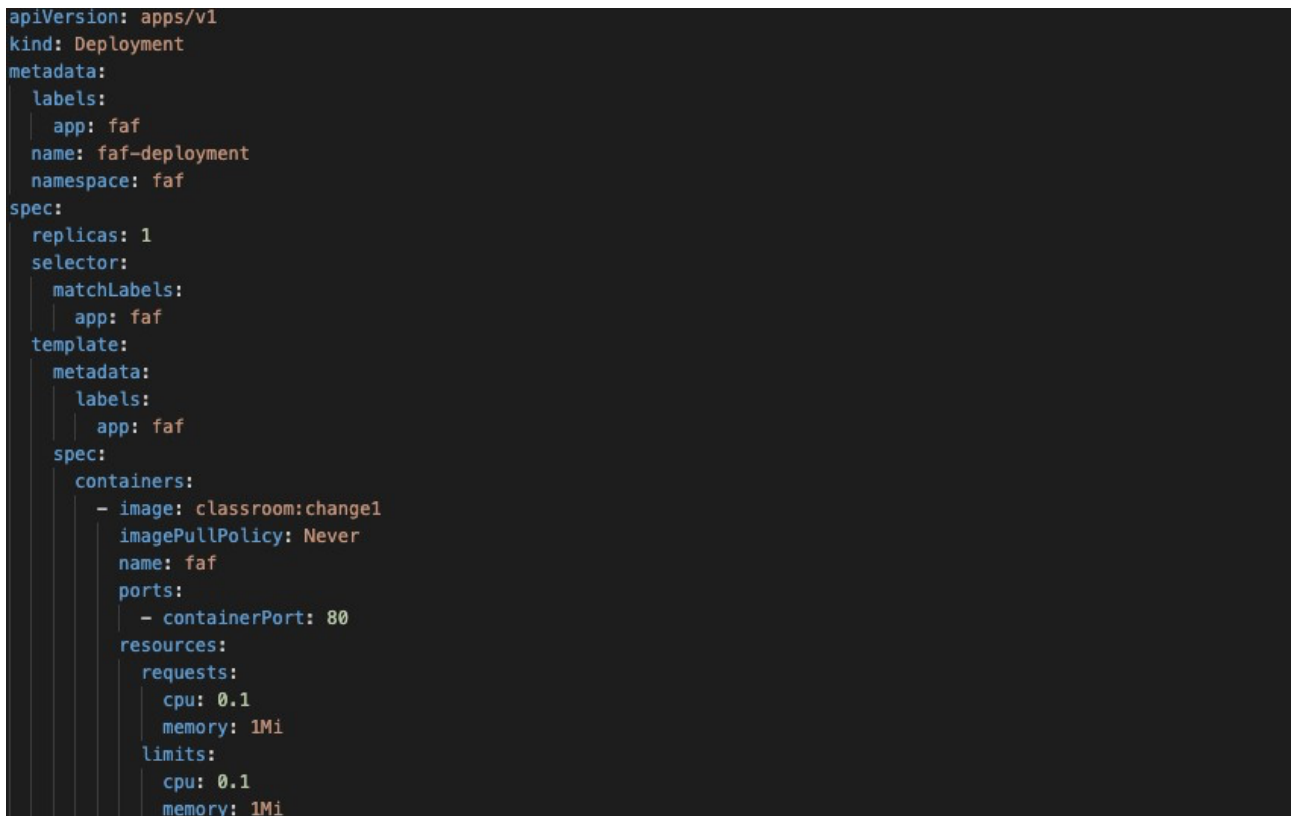 apiVersion: apps/v1
kind: Deployment
metadata:
  labels:
    app: faf
  name: faf-deployment
  namespace: faf
spec:
  replicas: 1
  selector:
    matchLabels:
      app: faf
  template:
    metadata:
      labels:
        app: faf
    spec:
      containers:
        - image: classroom:change1
          imagePullPolicy: Never
          name: faf
          ports:
            - containerPort: 80
          resources:
            requests:
              cpu: 0.1
              memory: 1Mi
            limits:
              cpu: 0.1
              memory: 1Mi